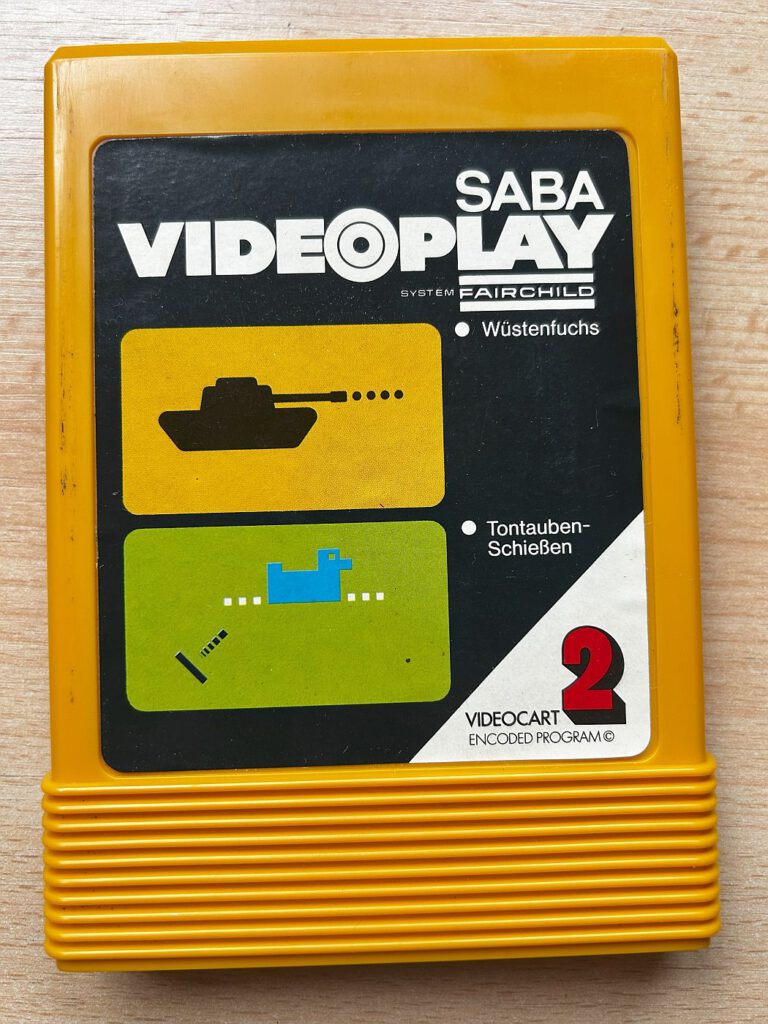 SABA
VIDEOPLAY
SYSTEM FAIRCHILD
Wüstenfuchs
Tontauben-
Schießen
2
VIDEOCART
ENCODED PROGRAM ©